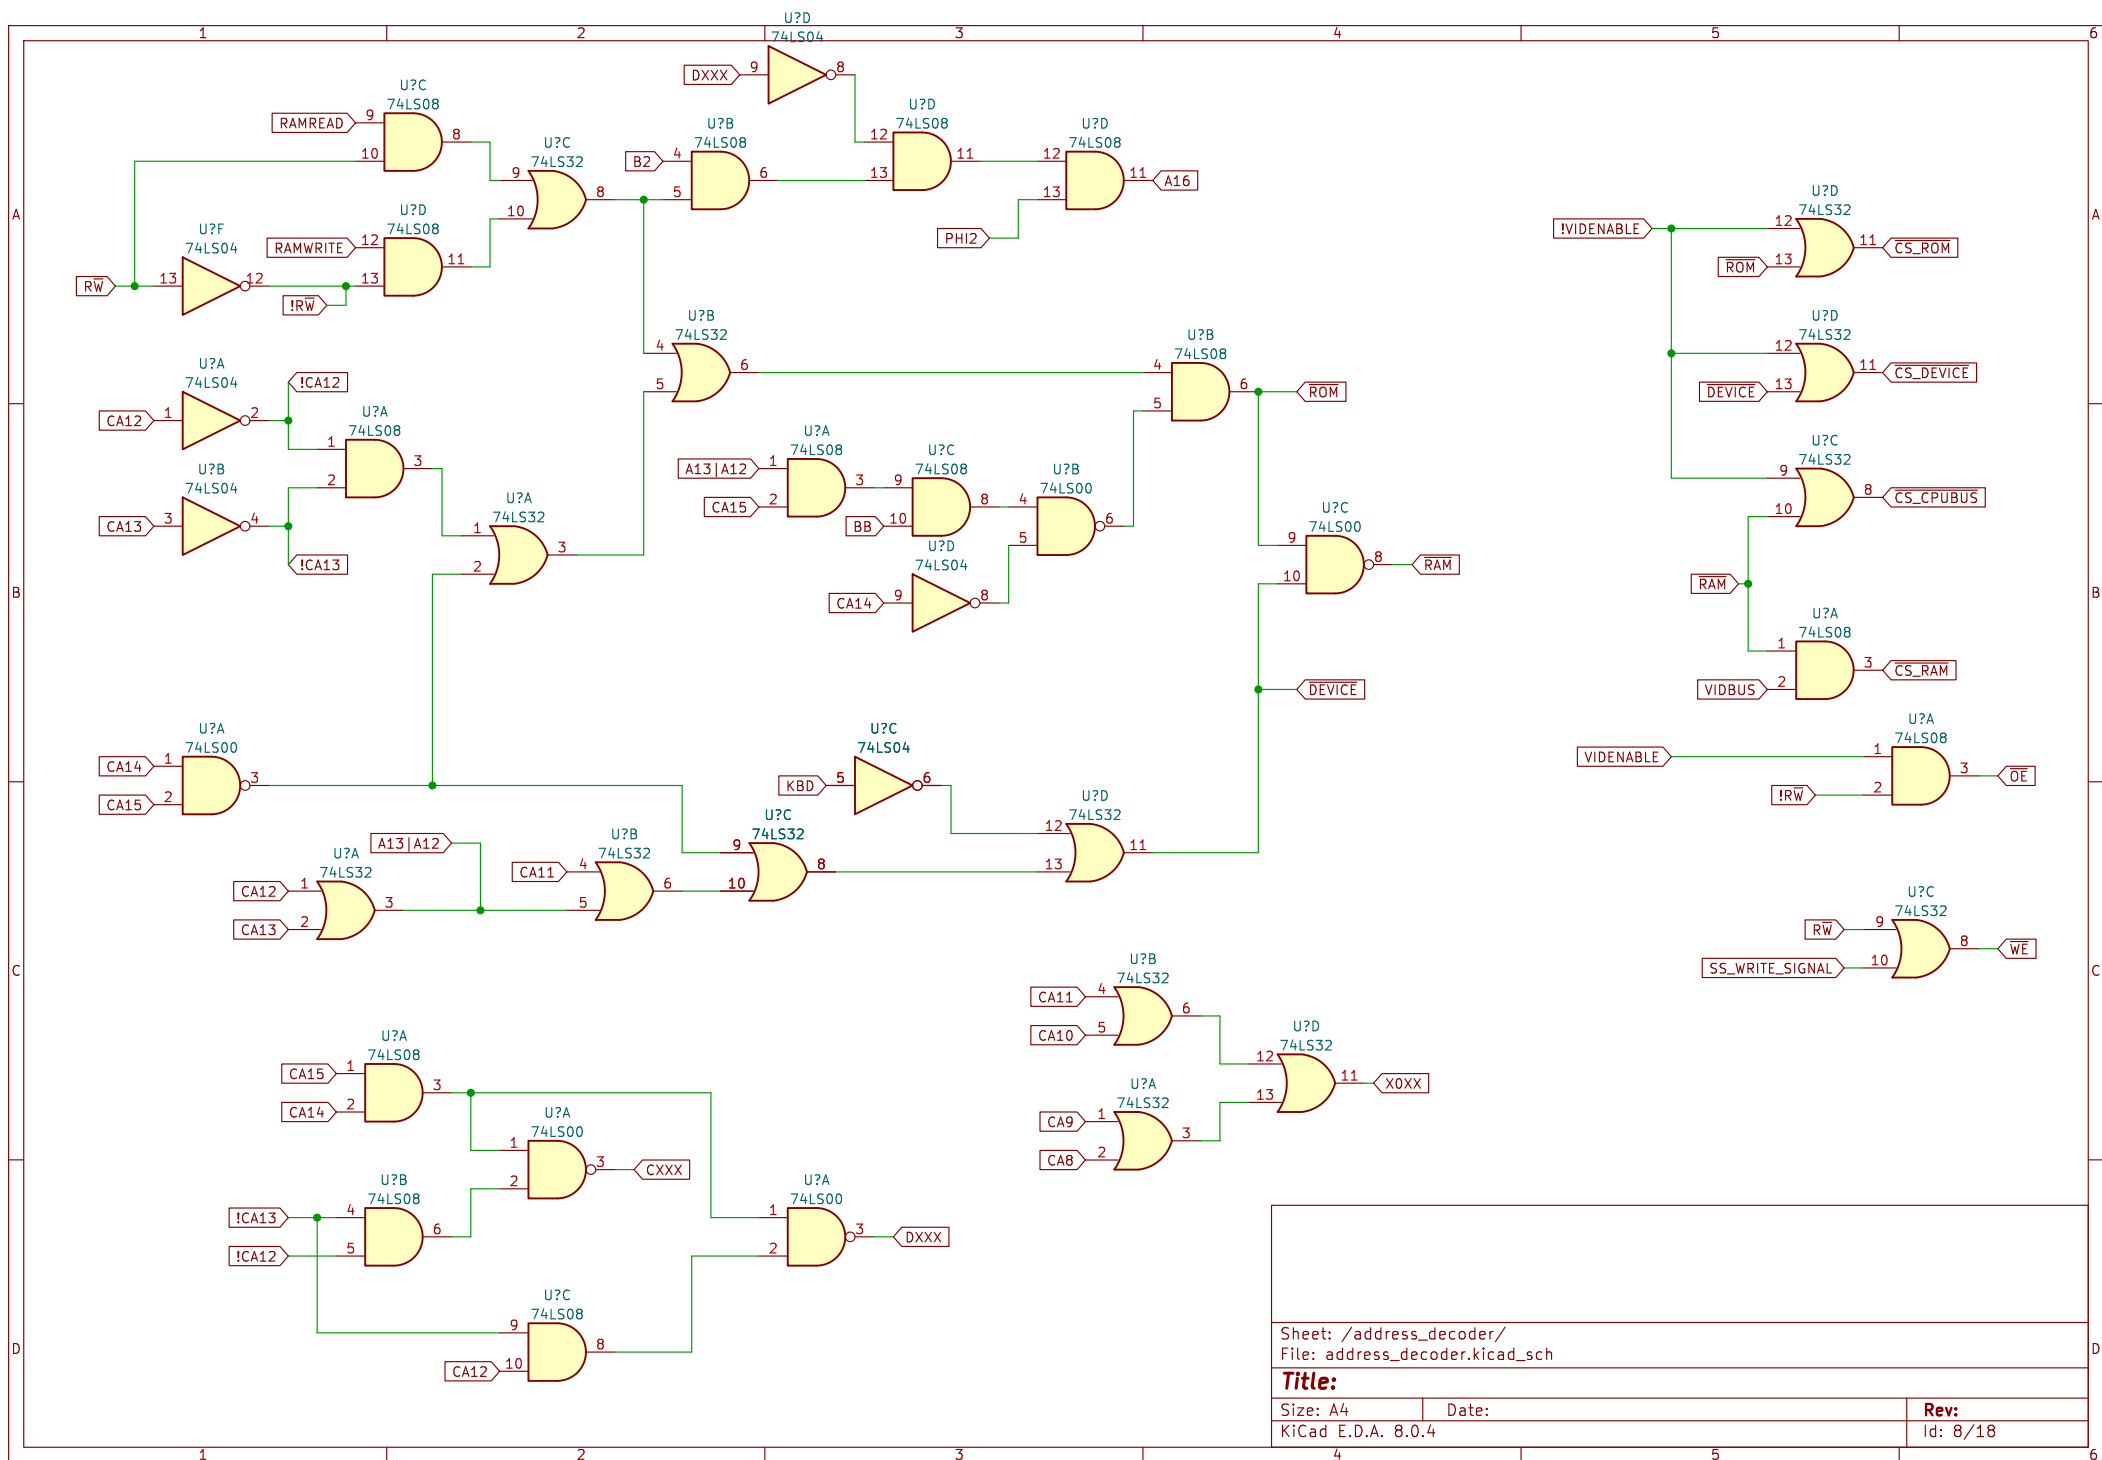 1 2 3 4 5 6
U?D
74LS04
DXXX 9 8
U?C
74LS08
RAMREAD 9 8
10
U?D
74LS08
12 11
13
U?B
74LS08
B2 4 6
5
U?D
74LS08
12 11 A16
13
PHI2
U?C
74LS32
9 8
10
U?D
74LS08
RAMWRITE 12 11
13
U?F
74LS04
RW 13 12
!RW
A A
U?D
74LS32
!VIDENABLE 12 11 CS_ROM
ROM 13
U?D
74LS32
12 11 CS_DEVICE
DEVICE 13
U?B
74LS32
4 6
5
U?B
74LS08
4 6 ROM
5
U?A
74LS04
CA12 1 2 !CA12
U?A
74LS08
1 3
2
U?B
74LS04
CA13 3 4 !CA13
U?A
74LS32
1 3
2
U?A
74LS08
A13|A12 1 3
CA15 2
U?C
74LS08
9 8
BB 10
U?B
74LS00
4 6
5
U?D
74LS04
CA14 9 8
U?C
74LS00
9 8 RAM
10
U?C
74LS32
9 8 CS_CPUBUS
10
RAM
B B
U?A
74LS08
1 3 CS_RAM
VIDBUS 2
DEVICE
U?A
74LS00
CA14 1 3
CA15 2
U?C
74LS04
KBD 5 6
U?A
74LS08
VIDENABLE 1 3 OE
!RW 2
U?D
74LS32
12 11
13
U?C
74LS32
9 8
10
U?B
74LS32
CA11 4 6
5
A13|A12
U?A
74LS32
CA12 1 3
CA13 2
U?C
74LS32
RW 9 8 WE
SS_WRITE_SIGNAL 10
C C
U?B
74LS32
CA11 4 6
CA10 5
U?D
74LS32
12 11 X0XX
13
U?A
74LS32
CA9 1 3
CA8 2
U?A
74LS08
CA15 1 3
CA14 2
U?A
74LS00
1 3 CXXX
2
U?B
74LS08
!CA13 4 6
!CA12 5
U?A
74LS00
1 3 DXXX
2
U?C
74LS08
9 8
CA12 10
D D
Sheet: /address_decoder/
File: address_decoder.kicad_sch
Title:
Size: A4 Date: Rev:
KiCad E.D.A. 8.0.4 Id: 8/18
1 2 3 4 5 6